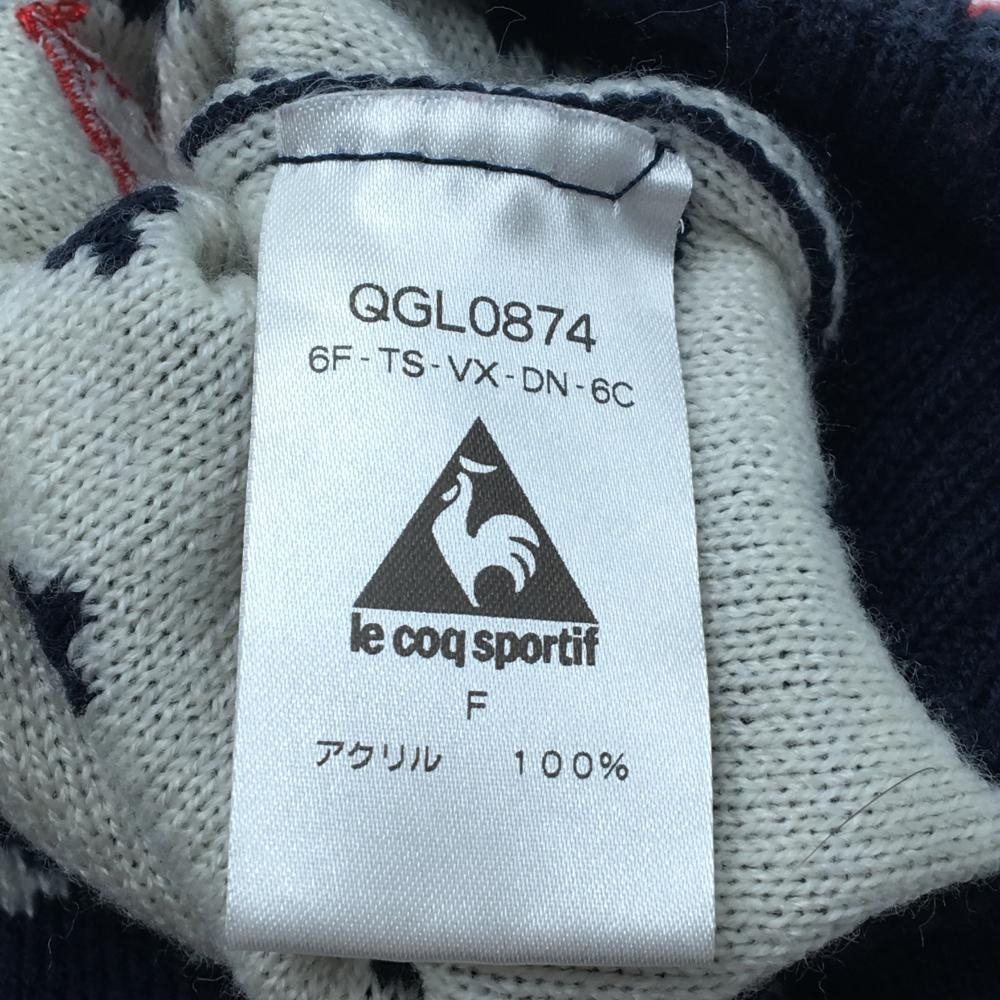 QGL0874
6F-TS-VX-DN-6C
le coq sportif
F
アクリル 100%